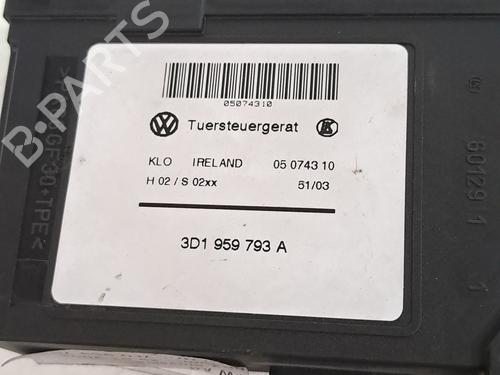 05074310
Tuersteuergerat
KLO IRELAND 05 0743 10
H 02 / S 02xx 51/03
3D1 959 793 A
GF30+TPE<
60129 1
1
B-PARTS